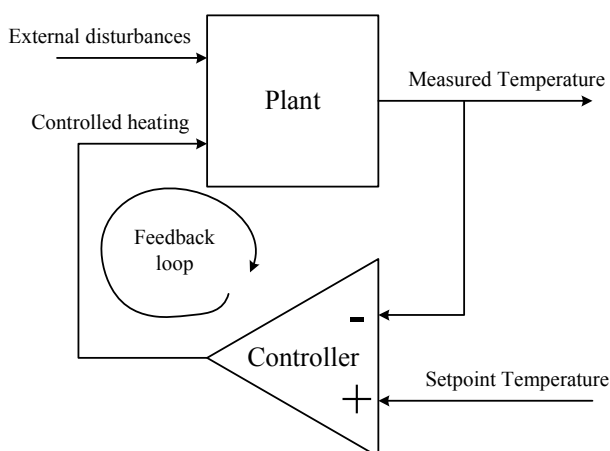 External disturbances
Plant
Measured Temperature
Controlled heating
Feedback
loop
-
Controller
+
Setpoint Temperature